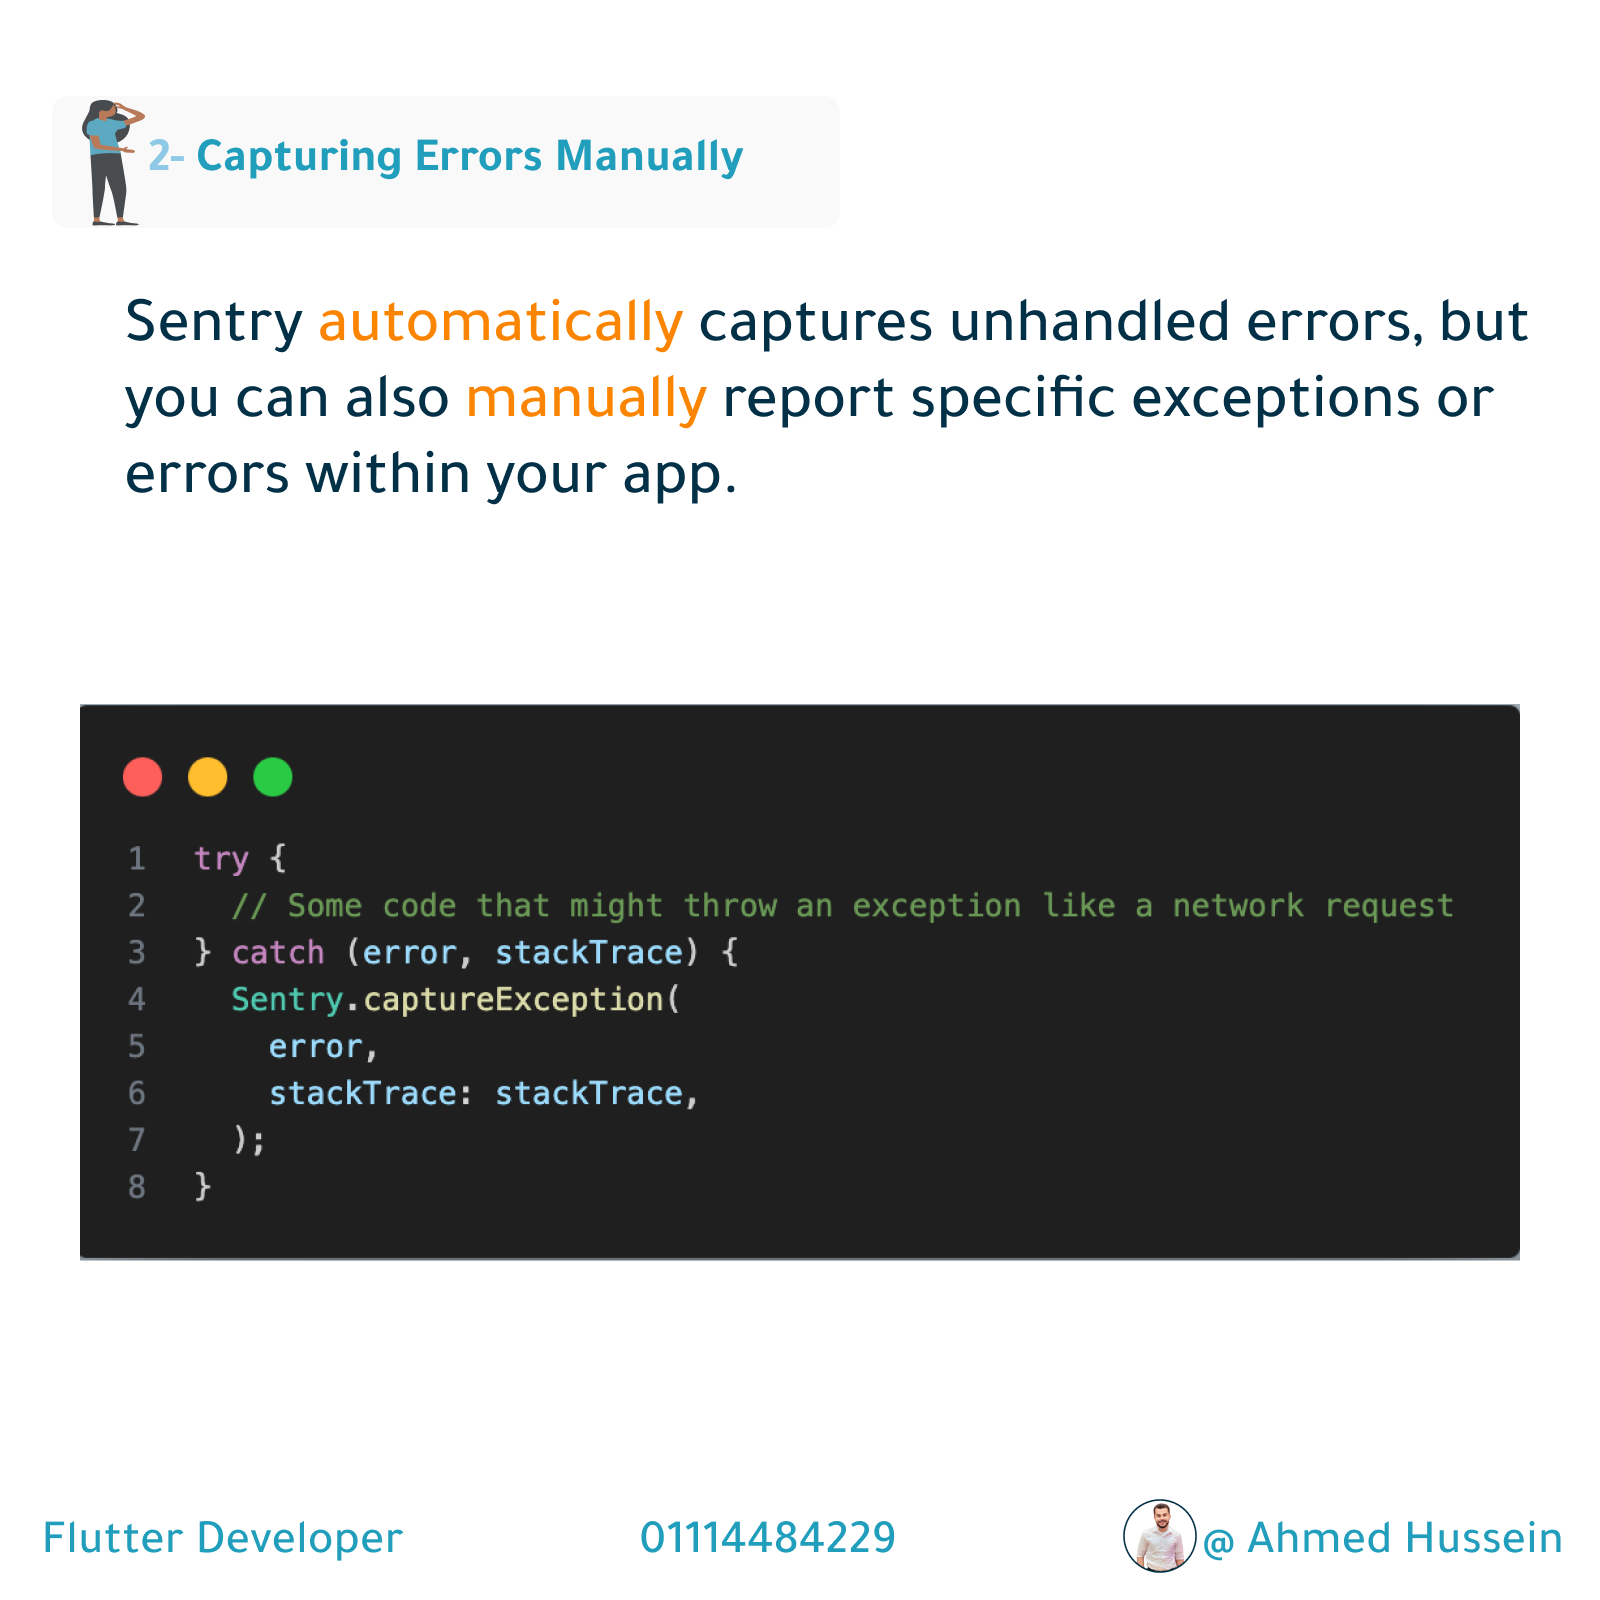 2- Capturing Errors Manually
Sentry automatically captures unhandled errors, but
you can also manually report specific exceptions or
errors within your app.
1 try {
2   // Some code that might throw an exception like a network request
3 } catch (error, stackTrace) {
4   Sentry.captureException(
5     error,
6     stackTrace: stackTrace,
7   );
8 }
Flutter Developer 01114484229 @ Ahmed Hussein